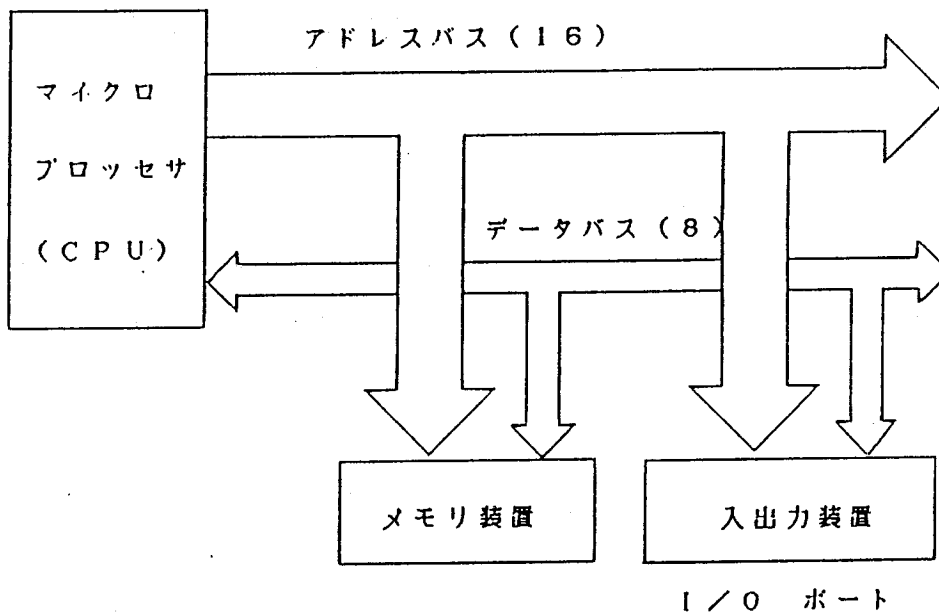 アドレスバス(16)
マイクロ
プロッセサ
(CPU)
データバス(8)
メモリ装置
入出力装置
I/O ポート